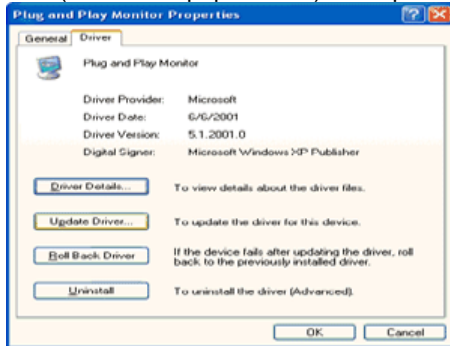 Plug and Play Monitor Properties
General Driver
Plug and Play Monitor
Driver Provider: Microsoft
Driver Date: 6/6/2001
Driver Version: 5.1.2001.0
Digital Signer: Microsoft Windows XP Publisher
Driver Details... To view details about the driver files.
Update Driver... To update the driver for this device.
Roll Back Driver If the device fails after updating the driver, roll
back to the previously installed driver.
Uninstall To uninstall the driver (Advanced).
OK Cancel